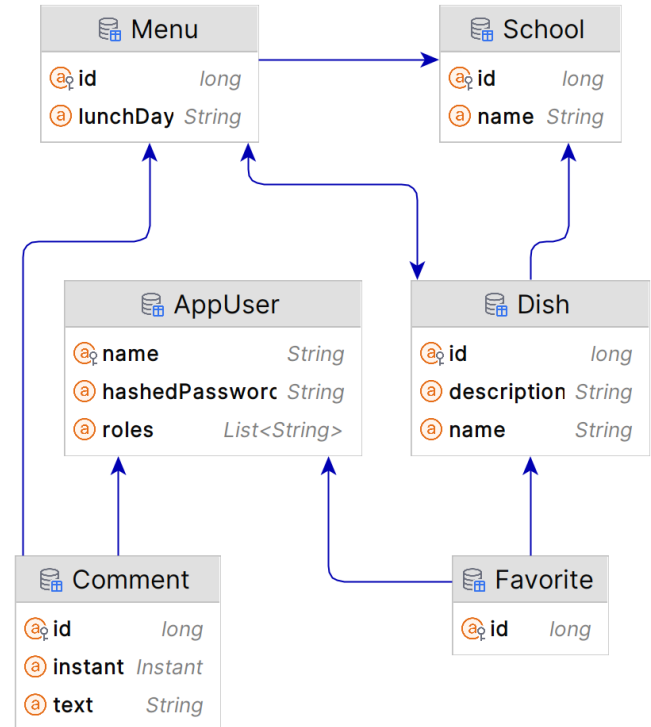 Menu
id long
lunchDay String
School
id long
name String
AppUser
name String
hashedPassword String
roles List<String>
Dish
id long
description String
name String
Comment
id long
instant Instant
text String
Favorite
id long